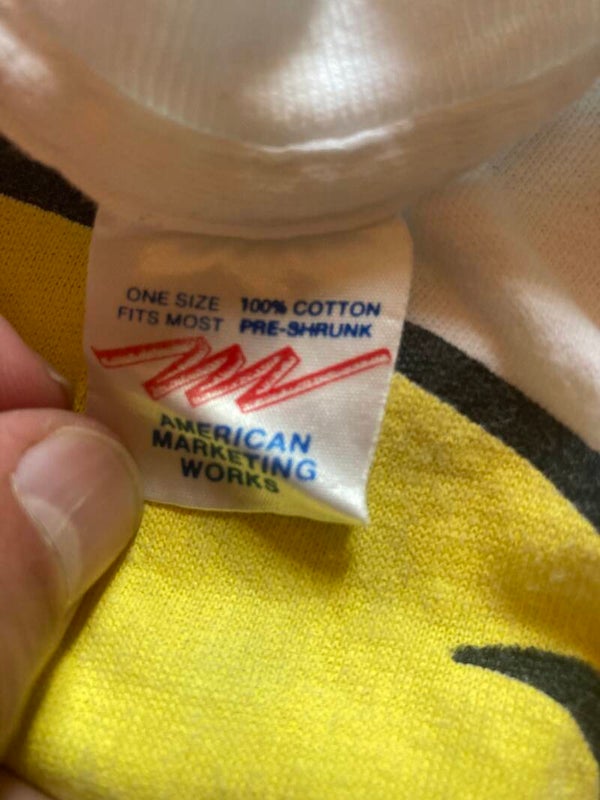 ONE SIZE
FITS MOST
100% COTTON
PRE-SHRUNK
AMERICAN
MARKETING
WORKS